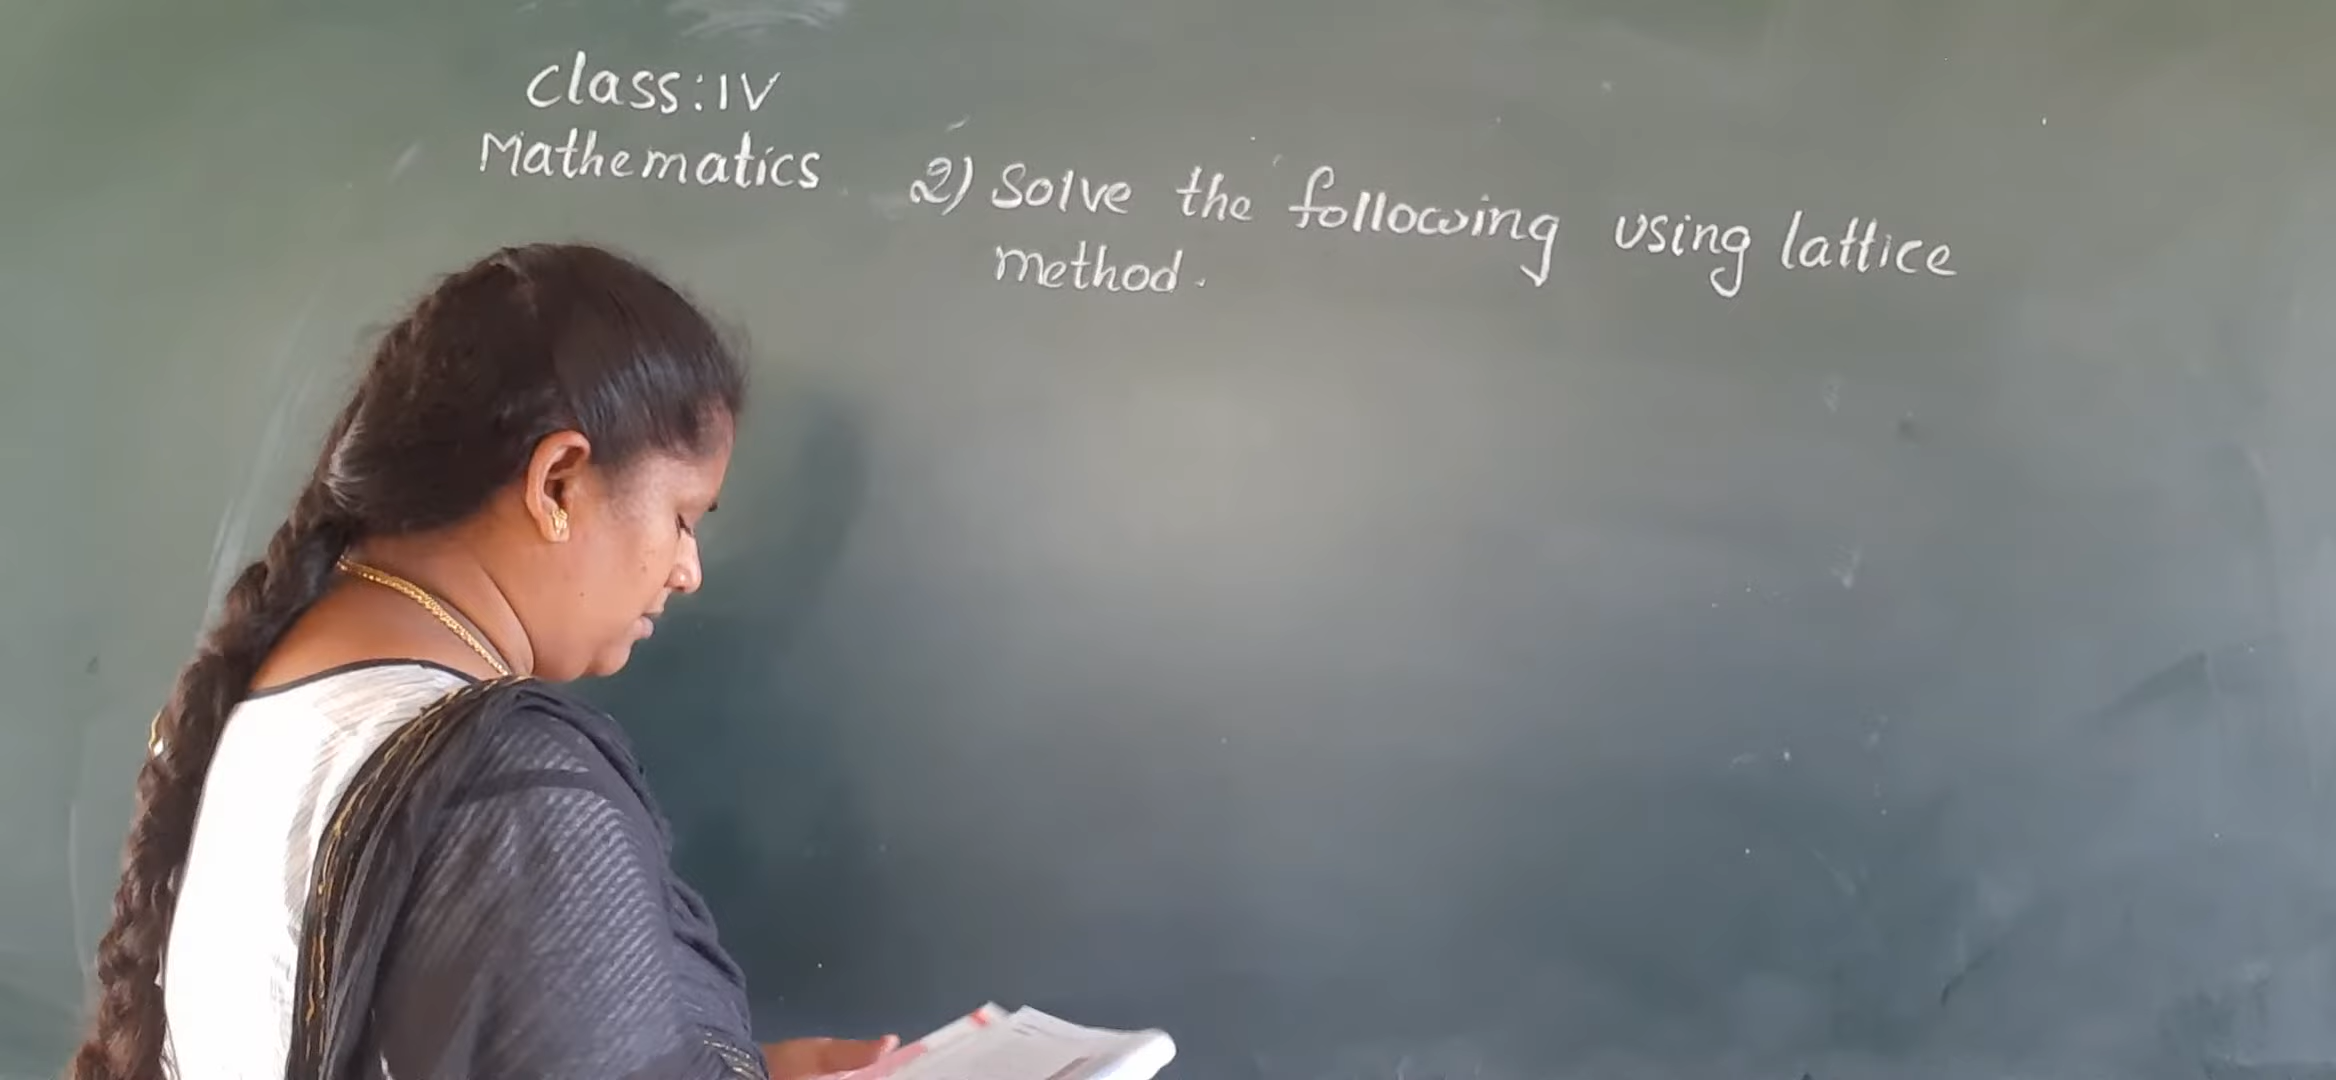 Class: IV
Mathematics
2) Solve the following using lattice
method.